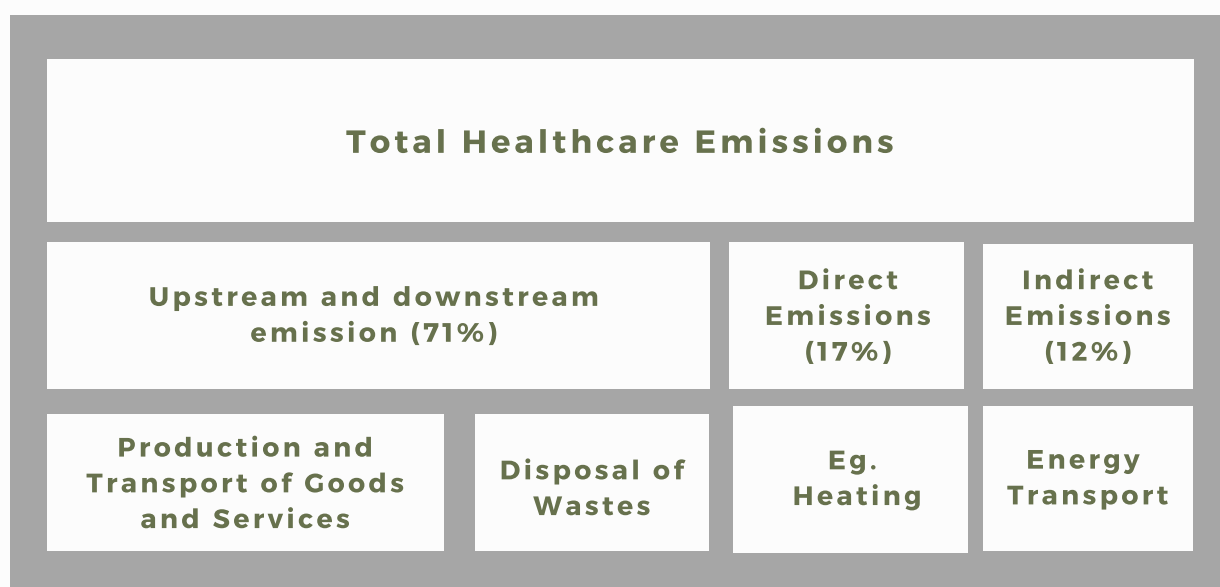 Total Healthcare Emissions
Upstream and downstream
emission (71%)
Direct
Emissions
(17%)
Indirect
Emissions
(12%)
Production and
Transport of Goods
and Services
Disposal of
Wastes
Eg.
Heating
Energy
Transport